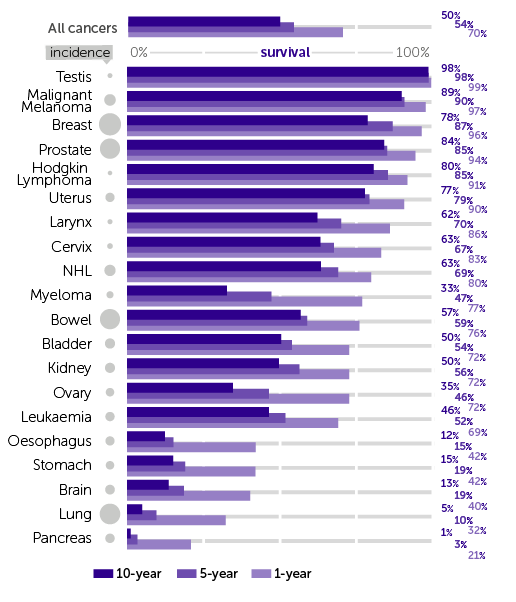 All cancers 50% 54% 70%
incidence 0% survival 100%
Testis 98% 98% 99%
Malignant
Melanoma 89% 90% 97%
Breast 78% 87% 96%
Prostate 84% 85% 94%
Hodgkin
Lymphoma 80% 85% 91%
Uterus 77% 79% 90%
Larynx 62% 70% 86%
Cervix 63% 67% 83%
NHL 63% 69% 80%
Myeloma 33% 47% 77%
Bowel 57% 59% 76%
Bladder 50% 54% 72%
Kidney 50% 56% 72%
Ovary 35% 46% 72%
Leukaemia 46% 52% 69%
Oesophagus 12% 15% 42%
Stomach 15% 19% 42%
Brain 13% 19% 40%
Lung 5% 10% 32%
Pancreas 1% 3% 21%
10-year 5-year 1-year